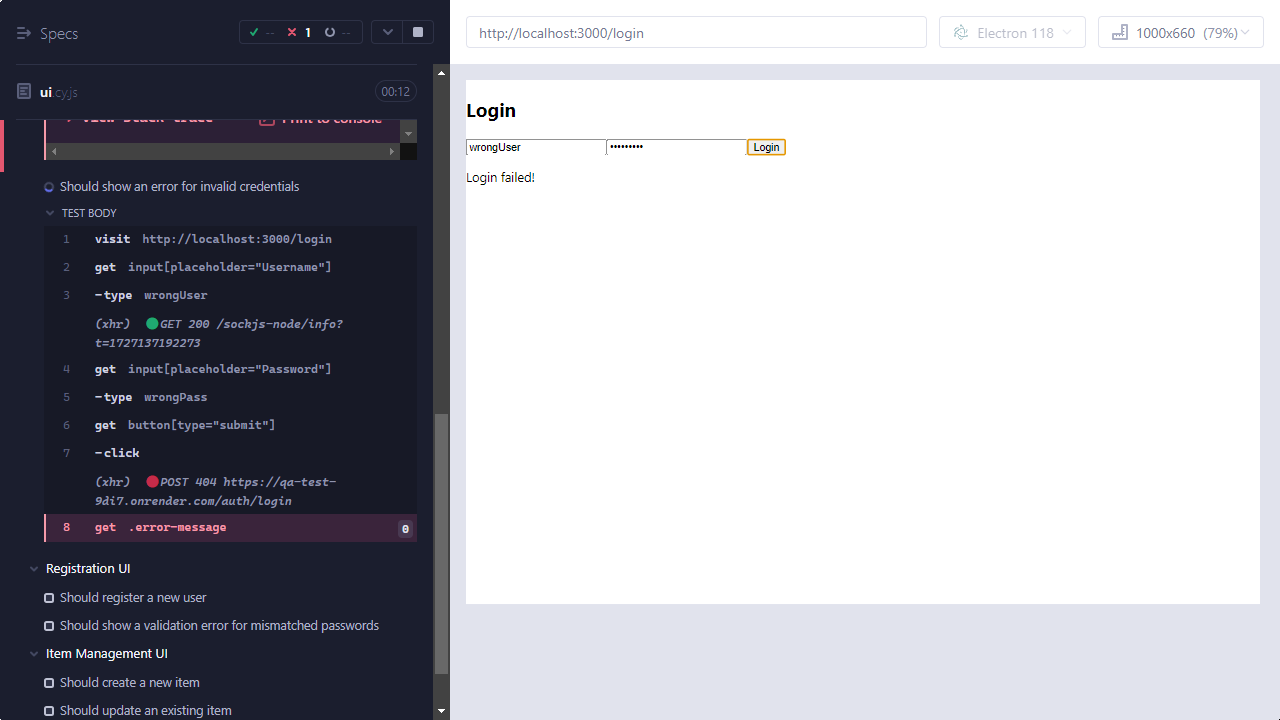 Specs
-- 1 --
ui.cy.js
00:12
View stack trace Print to console
Should show an error for invalid credentials
TEST BODY
1 visit http://localhost:3000/login
2 get input[placeholder="Username"]
3 -type wrongUser
(xhr) GET 200 /sockjs-node/info?
t=1727137192273
4 get input[placeholder="Password"]
5 -type wrongPass
6 get button[type="submit"]
7 -click
(xhr) POST 404 https://qa-test-
9di7.onrender.com/auth/login
8 get .error-message 0
Registration UI
Should register a new user
Should show a validation error for mismatched passwords
Item Management UI
Should create a new item
Should update an existing item
http://localhost:3000/login
Electron 118
1000x660 (79%)
Login
wrongUser ••••••••• Login
Login failed!